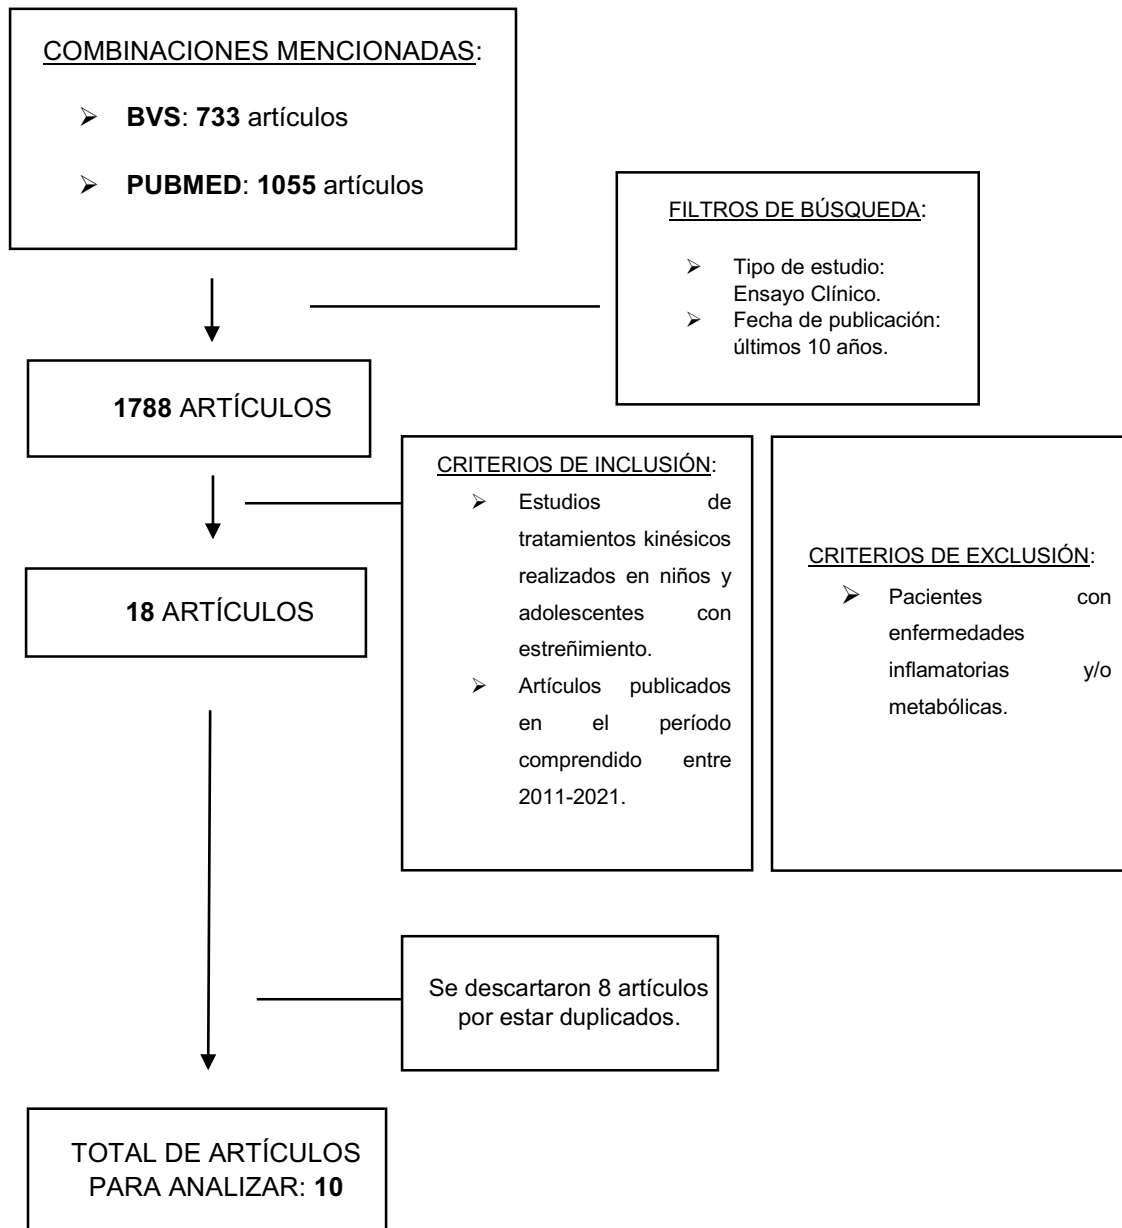 COMBINACIONES MENCIONADAS:
➢ BVS: 733 artículos
➢ PUBMED: 1055 artículos
FILTROS DE BÚSQUEDA:
➢ Tipo de estudio:
Ensayo Clínico.
➢ Fecha de publicación:
últimos 10 años.
1788 ARTÍCULOS
CRITERIOS DE INCLUSIÓN:
➢ Estudios de
tratamientos kinésicos
realizados en niños y
adolescentes con
estreñimiento.
➢ Artículos publicados
en el período
comprendido entre
2011-2021.
CRITERIOS DE EXCLUSIÓN:
➢ Pacientes con
enfermedades
inflamatorias y/o
metabólicas.
18 ARTÍCULOS
Se descartaron 8 artículos
por estar duplicados.
TOTAL DE ARTÍCULOS
PARA ANALIZAR: 10